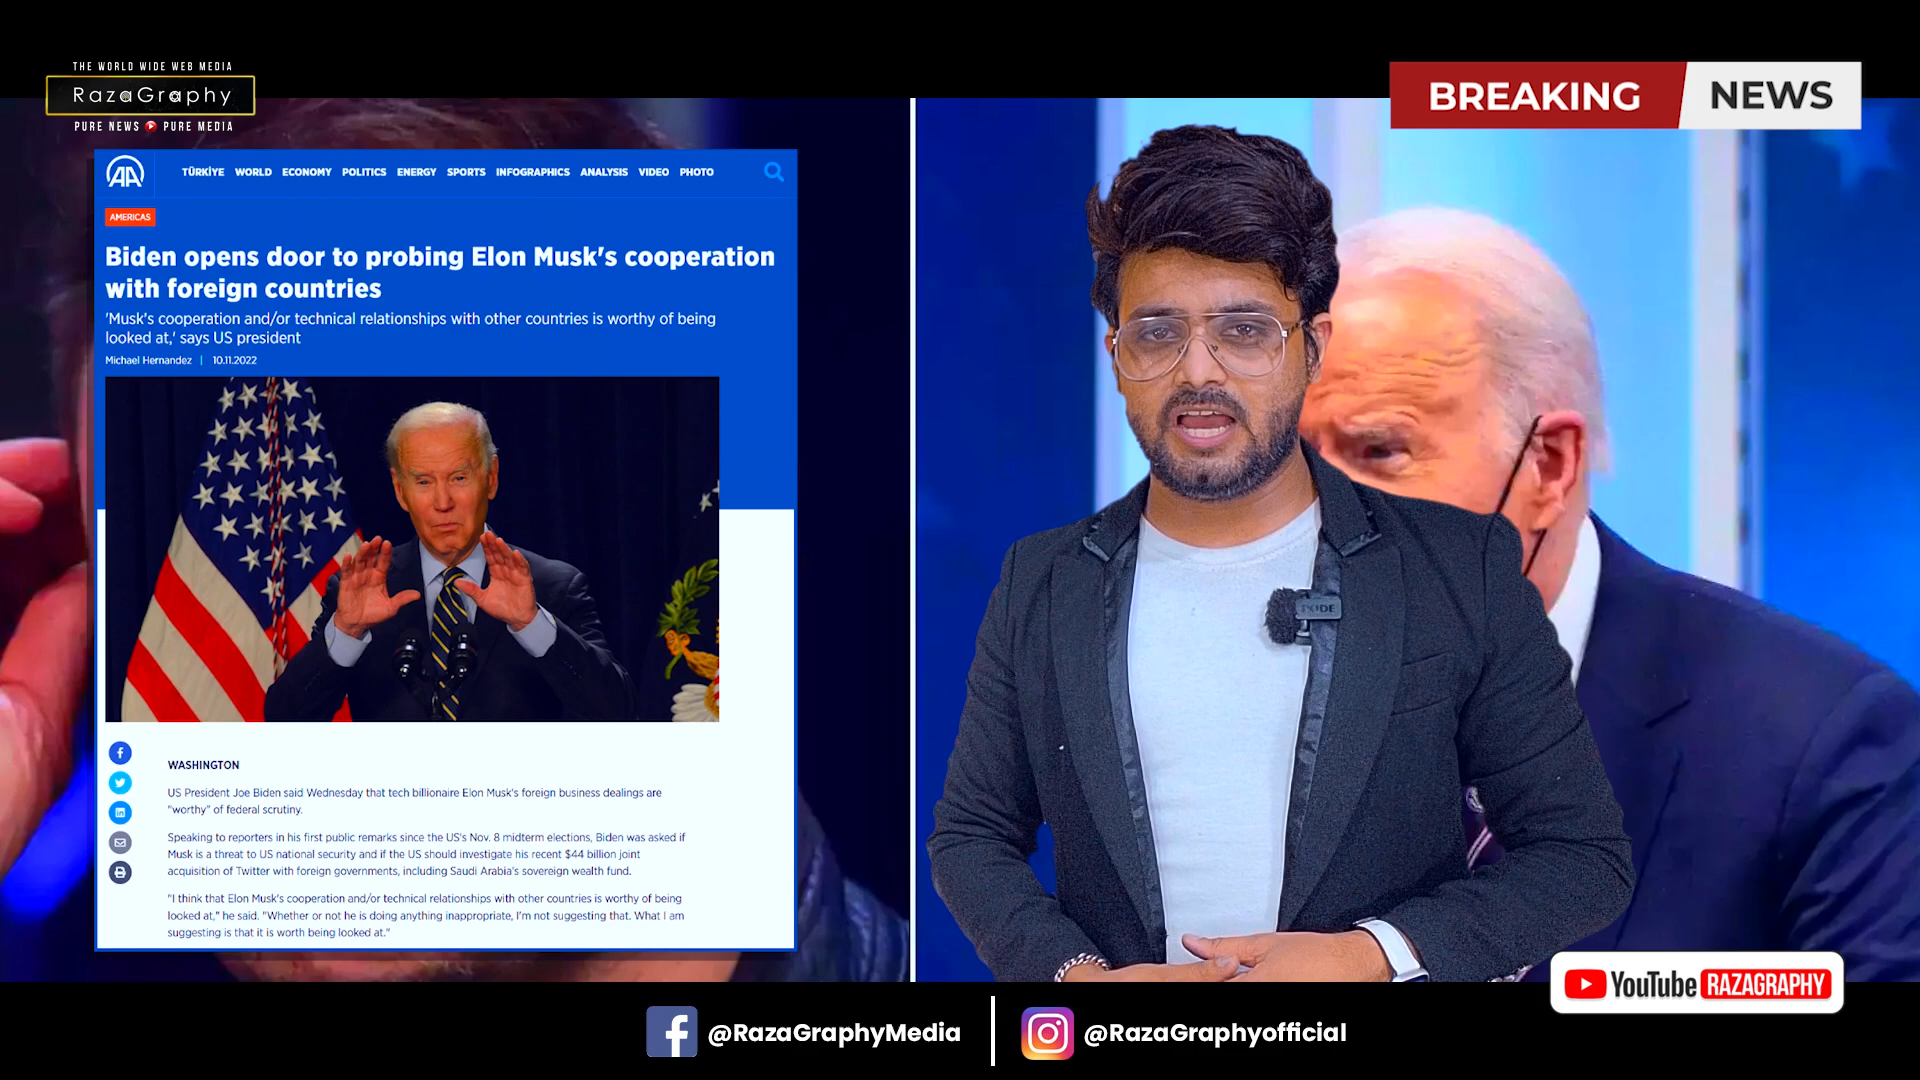 THE WORLD WIDE WEB MEDIA
RazaGraphy
PURE NEWS PURE MEDIA
BREAKING NEWS
AA
TÜRKİYE WORLD ECONOMY POLITICS ENERGY SPORTS INFOGRAPHICS ANALYSIS VIDEO PHOTO
AMERICAS
Biden opens door to probing Elon Musk's cooperation
with foreign countries
'Musk's cooperation and/or technical relationships with other countries is worthy of being
looked at,' says US president
Michael Hernandez | 10.11.2022
WASHINGTON
US President Joe Biden said Wednesday that tech billionaire Elon Musk's foreign business dealings are
"worthy" of federal scrutiny.
Speaking to reporters in his first public remarks since the US's Nov. 8 midterm elections, Biden was asked if
Musk is a threat to US national security and if the US should investigate his recent $44 billion joint
acquisition of Twitter with foreign governments, including Saudi Arabia's sovereign wealth fund.
"I think that Elon Musk's cooperation and/or technical relationships with other countries is worthy of being
looked at," he said. "Whether or not he is doing anything inappropriate, I'm not suggesting that. What I am
suggesting is that it is worth being looked at."
RODE
YouTube RAZAGRAPHY
@RazaGraphyMedia
@RazaGraphyofficial